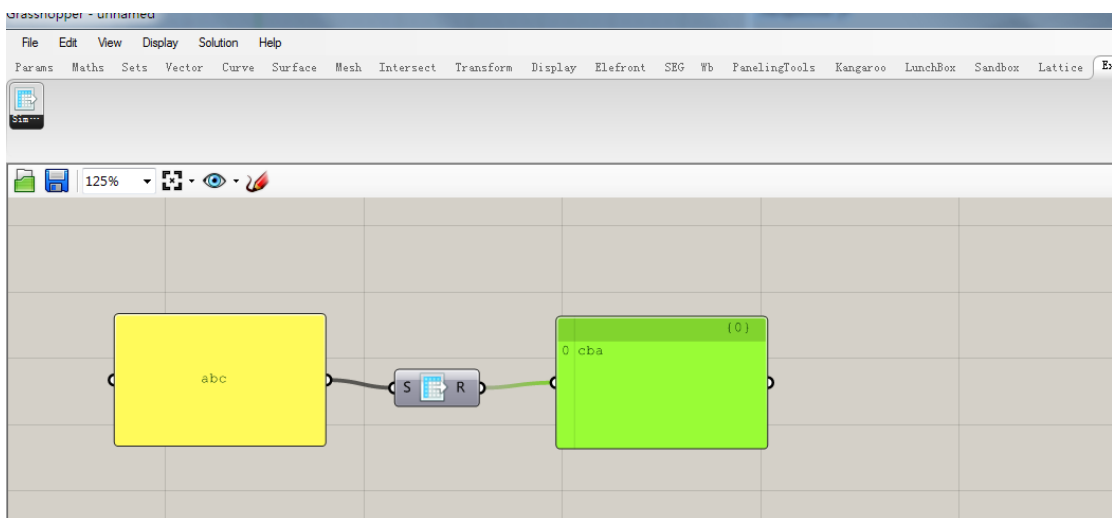 Grasshopper - unnamed
File Edit View Display Solution Help
Params Maths Sets Vector Curve Surface Mesh Intersect Transform Display Elefront SEG Wb PanelingTools Kangaroo LunchBox Sandbox Lattice
Sim...
125%
{0}
0 cba
abc
S R